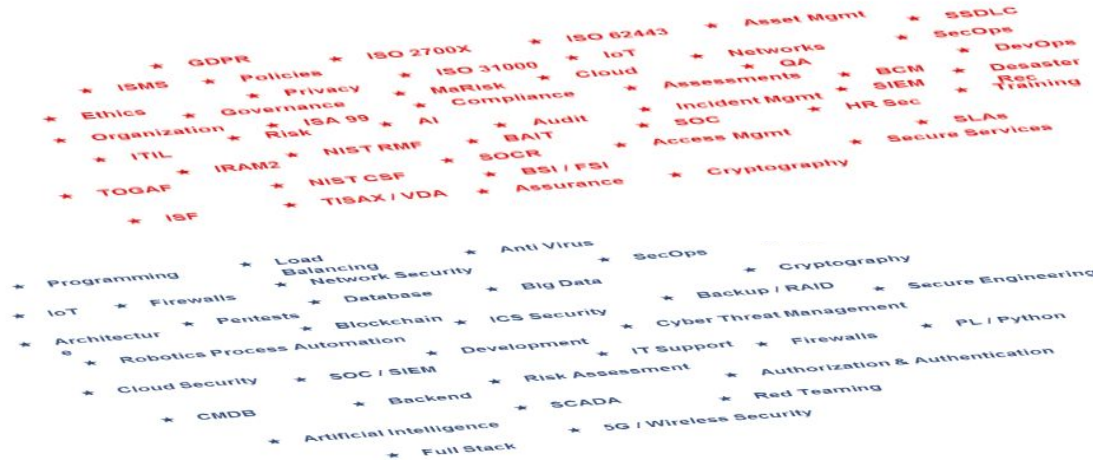 ★ GDPR ★ ISO 2700X ★ ISO 62443 ★ Asset Mgmt ★ SSDLC
★ ISMS ★ Policies ★ ISO 31000 ★ IoT ★ Networks ★ SecOps
★ Privacy ★ MaRisk ★ Cloud ★ QA ★ DevOps
★ Ethics ★ Governance ★ Compliance ★ Assessments ★ BCM ★ Desaster
Rec
★ Organization ★ ISA 99 ★ AI ★ Audit ★ Incident Mgmt ★ SIEM ★ Training
★ ITIL ★ Risk ★ BAIT ★ SOC ★ HR Sec
★ IRAM2 ★ NIST RMF ★ SOCR ★ Access Mgmt ★ SLAs
★ TOGAF ★ NIST CSF ★ BSI / FSI ★ Secure Services
★ ISF ★ TISAX / VDA ★ Assurance ★ Cryptography
★ Programming ★ Load
Balancing
★ Anti Virus ★ SecOps ★ Cryptography
★ IoT ★ Firewalls ★ Network Security ★ Big Data ★ Backup / RAID ★ Secure Engineering
★ Architectur
e
★ Pentests ★ Database ★ ICS Security ★ Cyber Threat Management
★ Robotics Process Automation ★ Blockchain ★ Development ★ IT Support ★ Firewalls ★ PL / Python
★ Cloud Security ★ SOC / SIEM ★ Risk Assessment ★ Authorization & Authentication
★ CMDB ★ Backend ★ SCADA ★ Red Teaming
★ Artificial Intelligence ★ 5G / Wireless Security
★ Full Stack